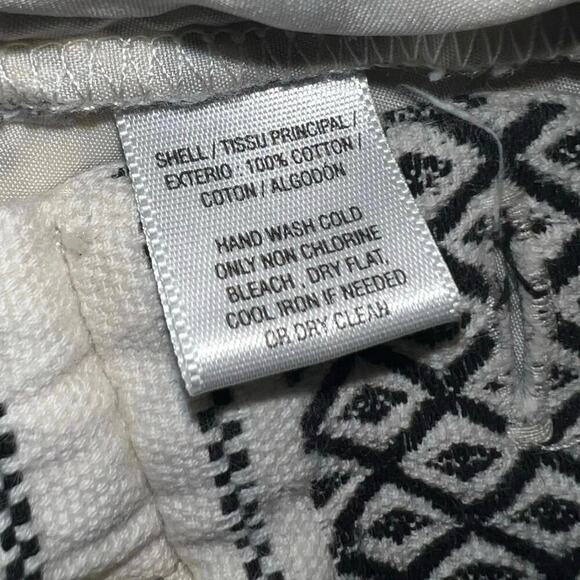 SHELL / TISSU PRINCIPAL /
EXTERIO . 100% COTTON /
COTON / ALGODÓN
HAND WASH COLD
ONLY NON CHLORINE
BLEACH , DRY FLAT,
COOL IRON IF NEEDED
OR DRY CLEAN